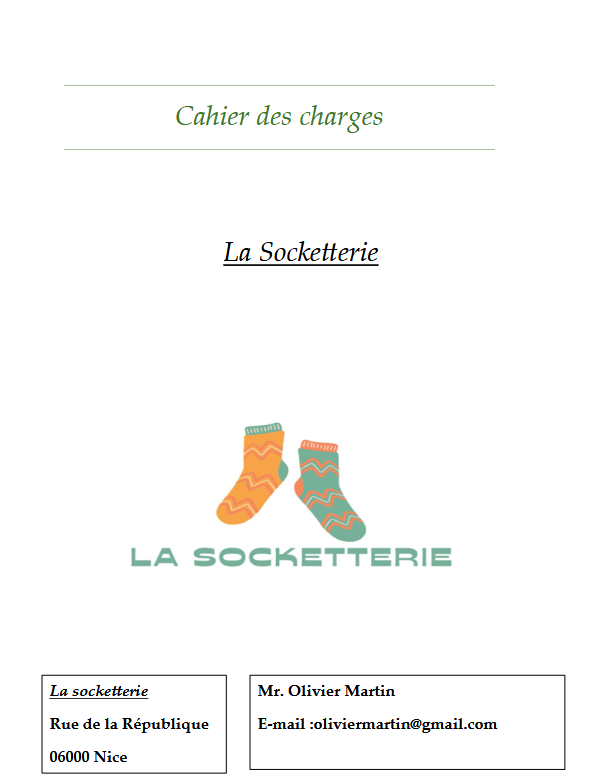 Cahier des charges
La Socketterie
LA SOCKETTERIE
La socketterie
Rue de la République
06000 Nice
Mr. Olivier Martin
E-mail :oliviermartin@gmail.com